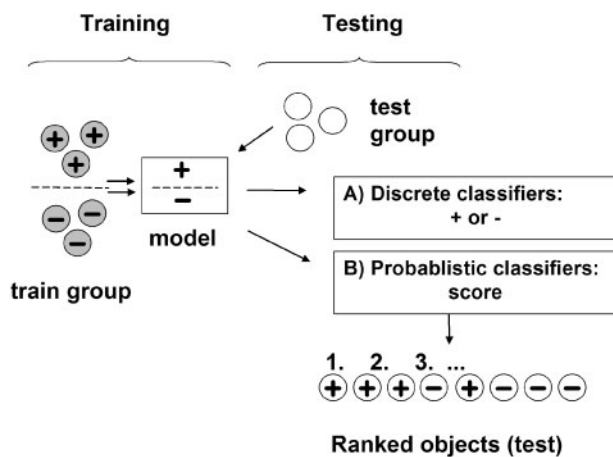 Training
Testing
test
group
+ + +
+
-
- - -
model
train group
A) Discrete classifiers:
+ or -
B) Probablistic classifiers:
score
1. 2. 3. ...
+ + + - + - - -
Ranked objects (test)